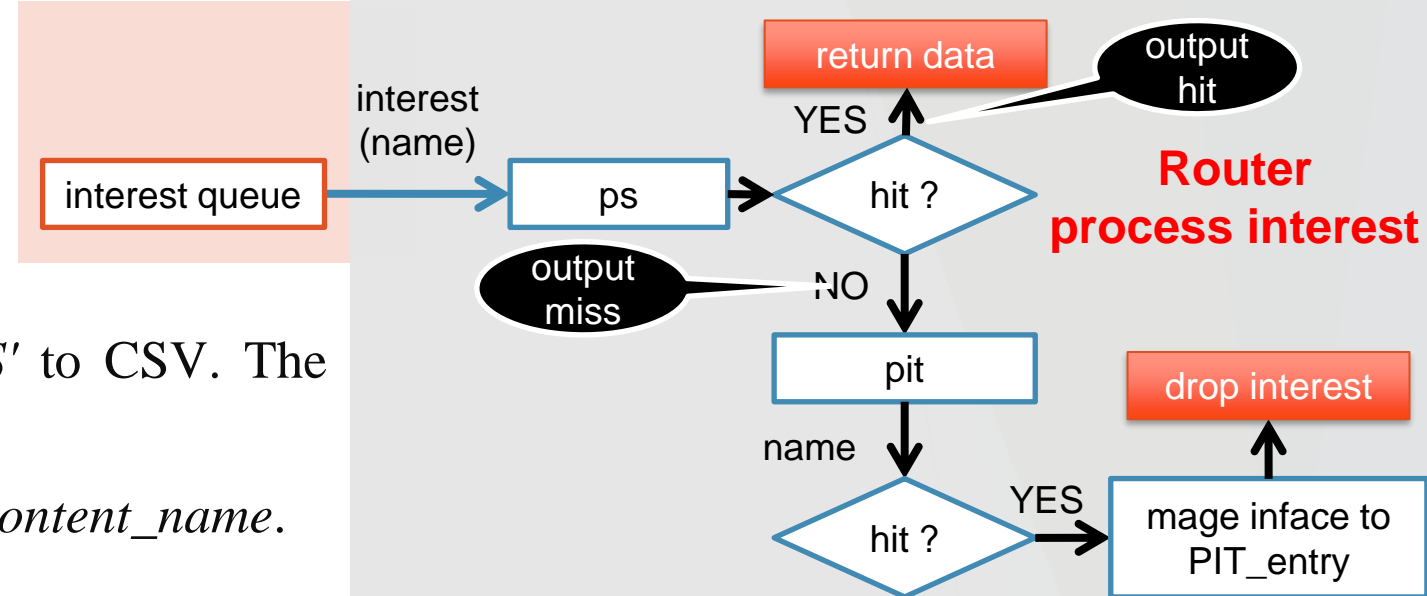 return data
output
hit
interest
(name)
YES
interest queue
ps
hit ?
Router
process interest
output
miss
NO
S′ to CSV. The
pit
drop interest
name
content_name.
YES
hit ?
mage inface to
PIT_entry